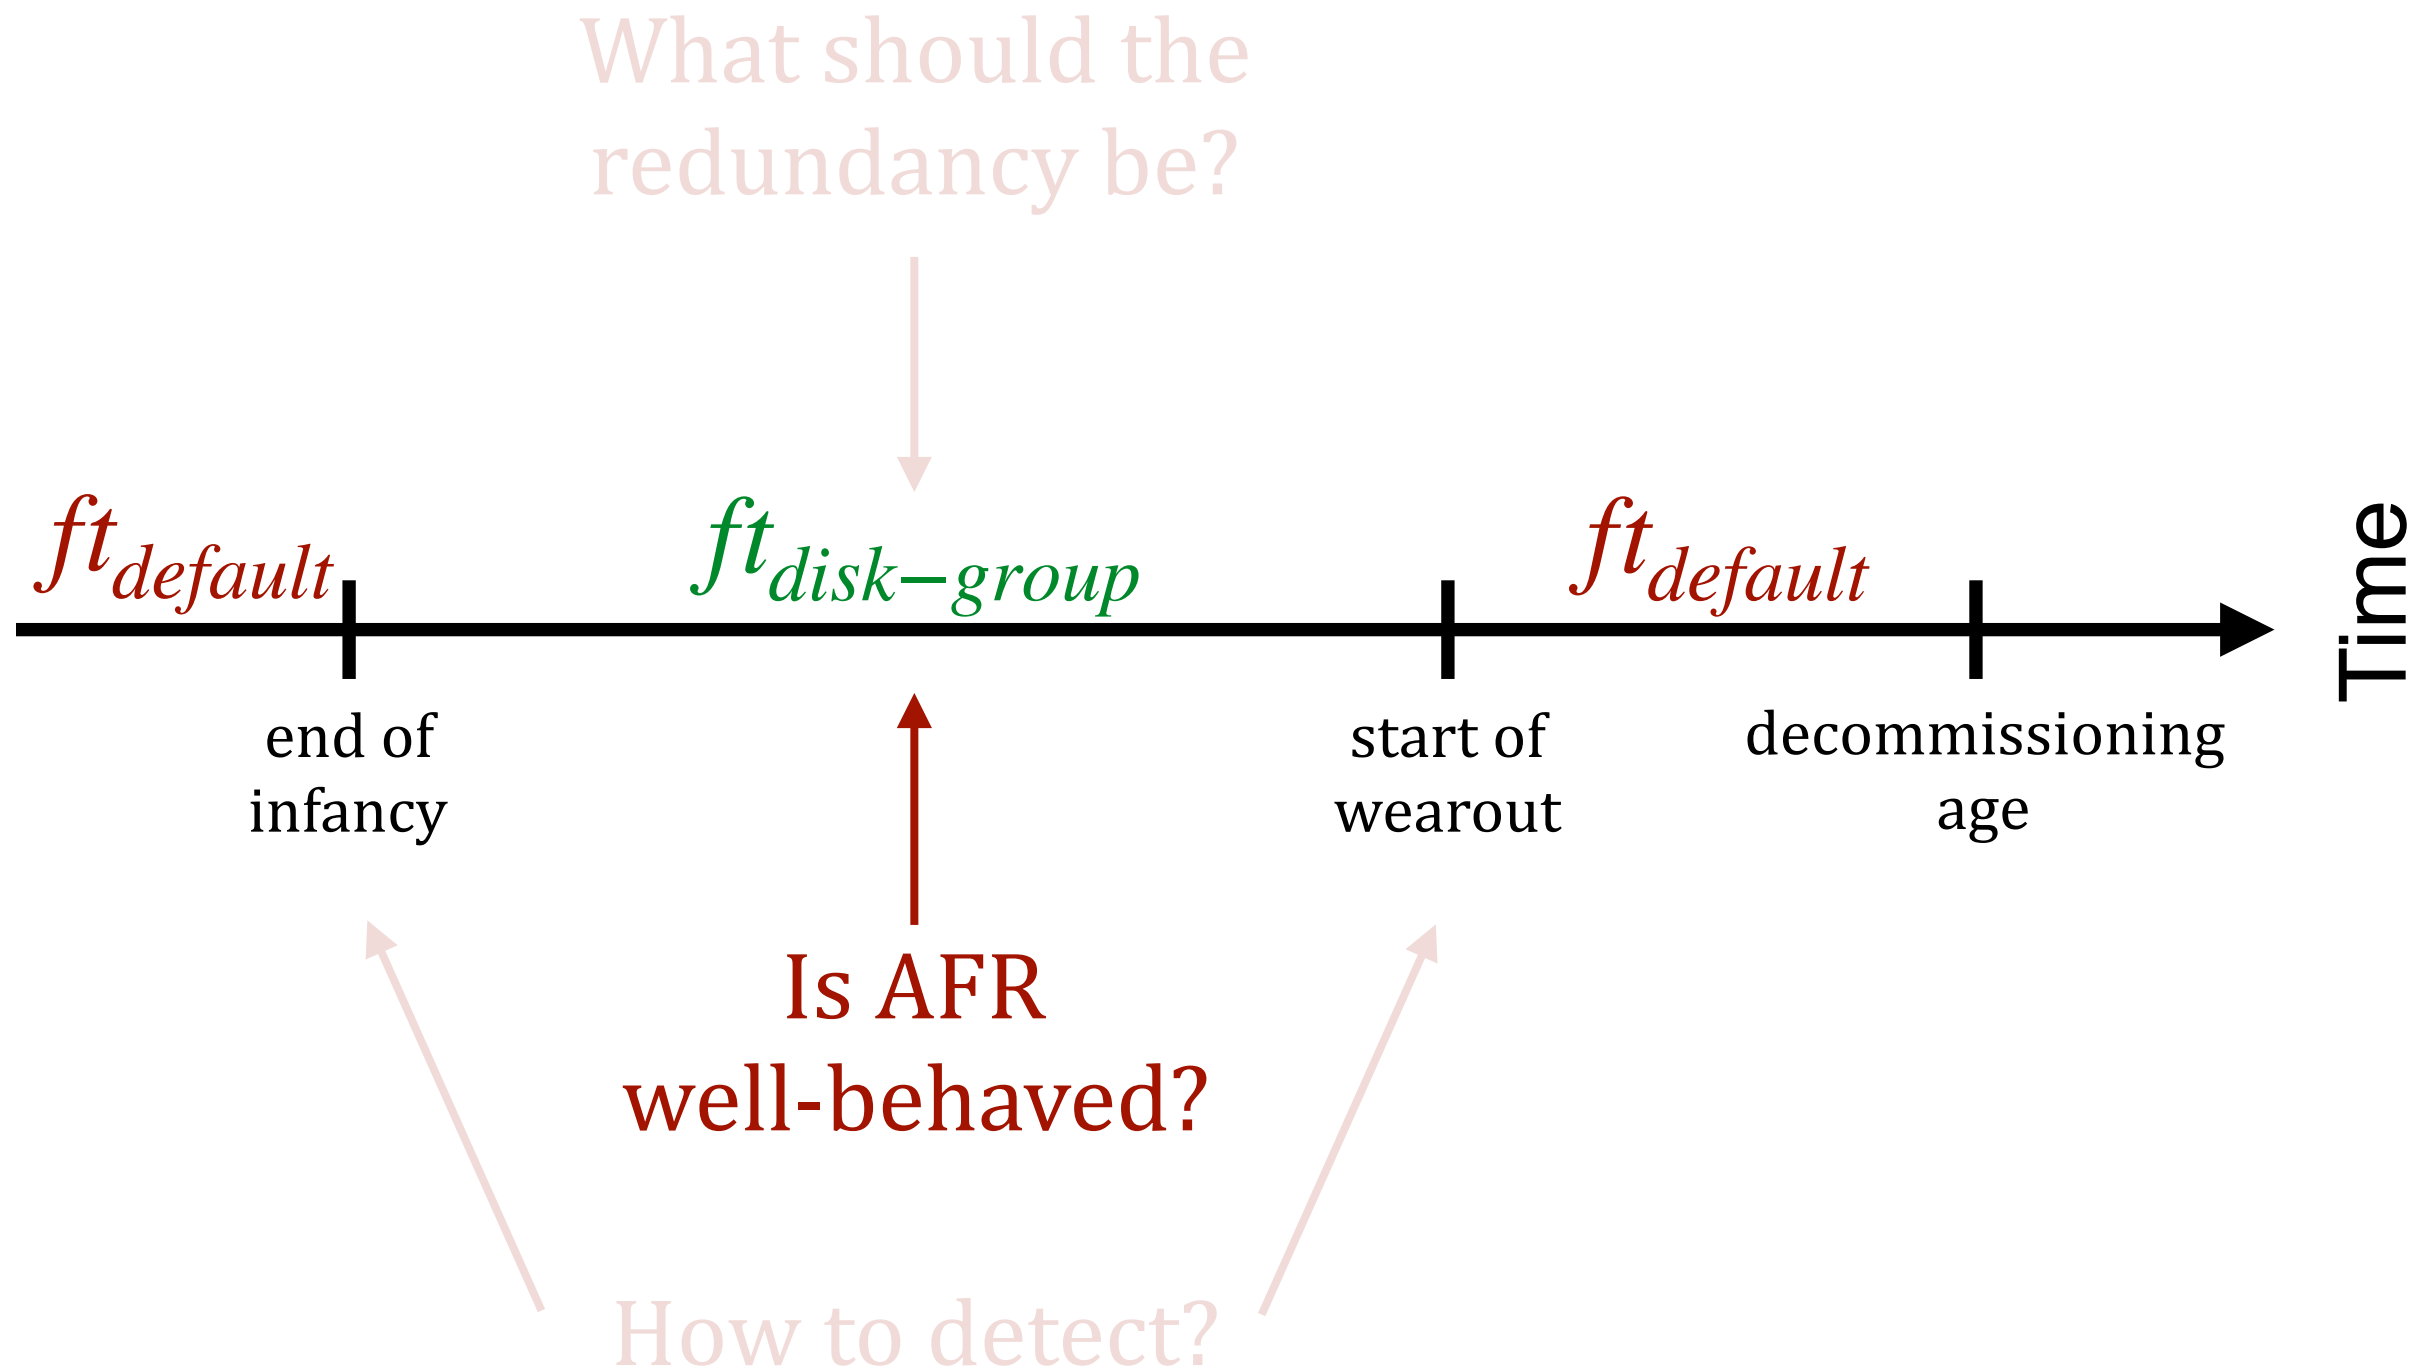 What should the
redundancy be?
ft_default
ft_disk−group
ft_default
Time
end of
infancy
start of
wearout
decommissioning
age
Is AFR
well-behaved?
How to detect?